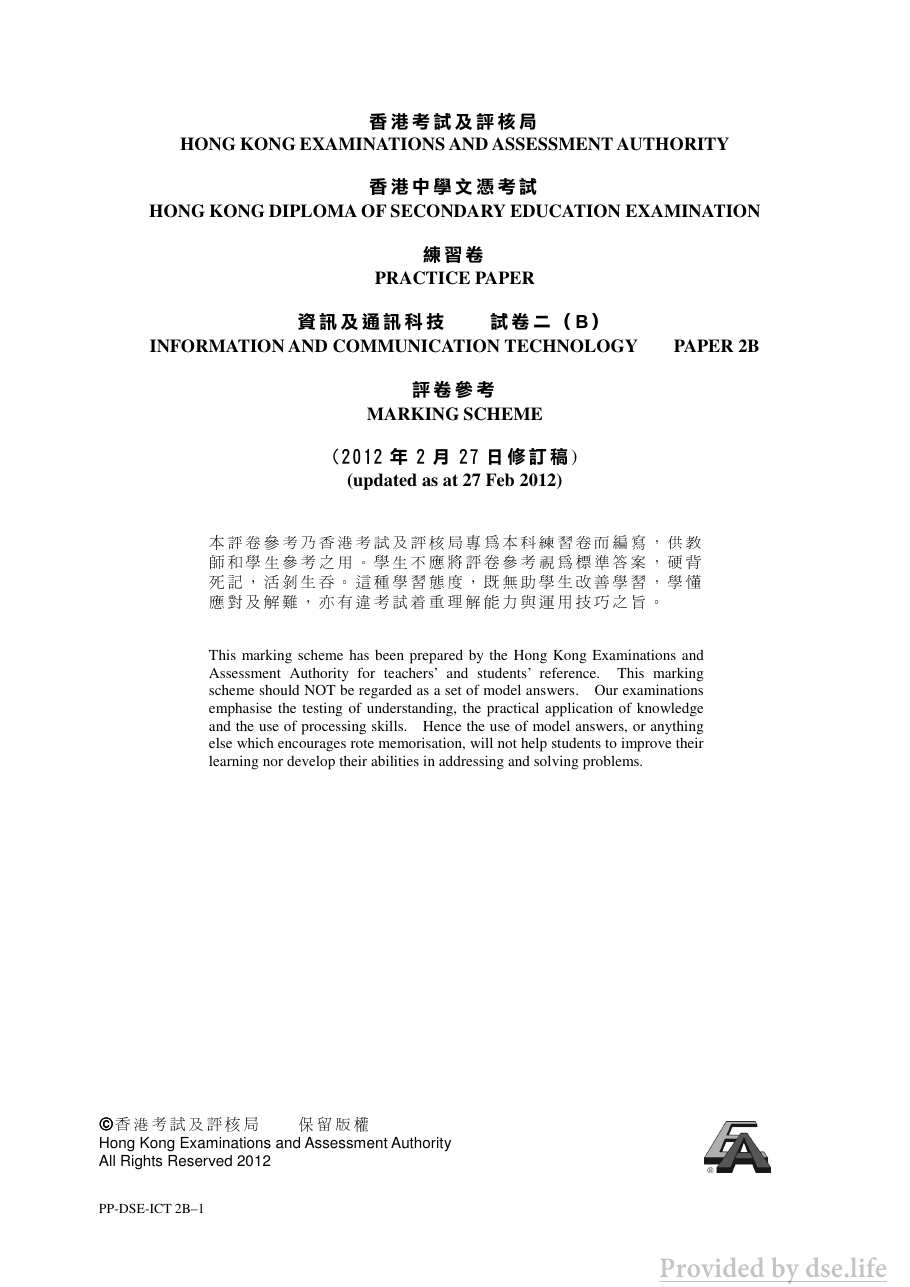 香港考試及評核局
HONG KONG EXAMINATIONS AND ASSESSMENT AUTHORITY
香港中學文憑考試
HONG KONG DIPLOMA OF SECONDARY EDUCATION EXAMINATION
練習卷
PRACTICE PAPER
資訊及通訊科技 試卷二（B）
INFORMATION AND COMMUNICATION TECHNOLOGY PAPER 2B
評卷參考
MARKING SCHEME
（2012 年 2 月 27 日修訂稿）
(updated as at 27 Feb 2012)
本評卷參考乃香港考試及評核局專爲本科練習卷而編寫，供教
師和學生參考之用。學生不應將評卷參考視爲標準答案，硬背
死記，活剝生吞。這種學習態度，既無助學生改善學習，學懂
應對及解難，亦有違考試着重理解能力與運用技巧之旨。
This marking scheme has been prepared by the Hong Kong Examinations and
Assessment Authority for teachers’ and students’ reference. This marking
scheme should NOT be regarded as a set of model answers. Our examinations
emphasise the testing of understanding, the practical application of knowledge
and the use of processing skills. Hence the use of model answers, or anything
else which encourages rote memorisation, will not help students to improve their
learning nor develop their abilities in addressing and solving problems.
©香港考試及評核局 保留版權
Hong Kong Examinations and Assessment Authority
All Rights Reserved 2012
EA
®
PP-DSE-ICT 2B–1
Provided by dse.life